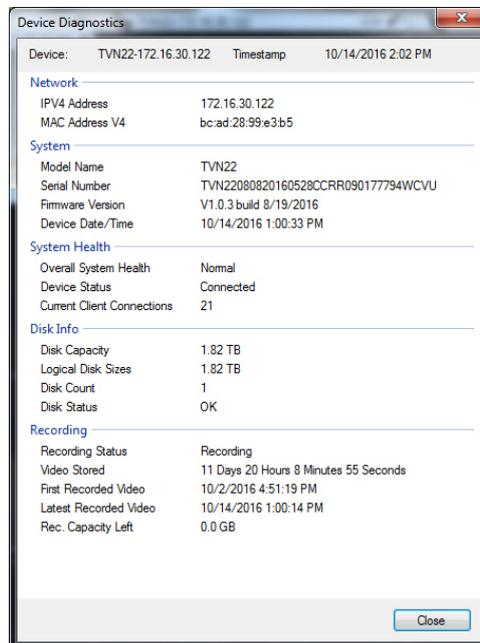 Device Diagnostics
Device: TVN22-172.16.30.122 Timestamp 10/14/2016 2:02 PM
Network
IPV4 Address 172.16.30.122
MAC Address V4 bc:ad:28:99:e3:b5
System
Model Name TVN22
Serial Number TVN22080820160528CCRR090177794WCVU
Firmware Version V1.0.3 build 8/19/2016
Device Date/Time 10/14/2016 1:00:33 PM
System Health
Overall System Health Normal
Device Status Connected
Current Client Connections 21
Disk Info
Disk Capacity 1.82 TB
Logical Disk Sizes 1.82 TB
Disk Count 1
Disk Status OK
Recording
Recording Status Recording
Video Stored 11 Days 20 Hours 8 Minutes 55 Seconds
First Recorded Video 10/2/2016 4:51:19 PM
Latest Recorded Video 10/14/2016 1:00:14 PM
Rec. Capacity Left 0.0 GB
Close